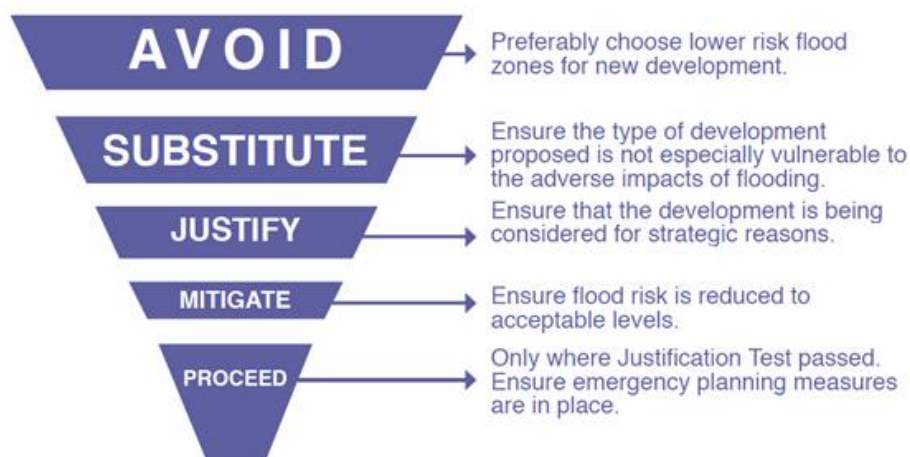 AVOID
Preferably choose lower risk flood
zones for new development.
SUBSTITUTE
Ensure the type of development
proposed is not especially vulnerable to
the adverse impacts of flooding.
JUSTIFY
Ensure that the development is being
considered for strategic reasons.
MITIGATE
Ensure flood risk is reduced to
acceptable levels.
PROCEED
Only where Justification Test passed.
Ensure emergency planning measures
are in place.